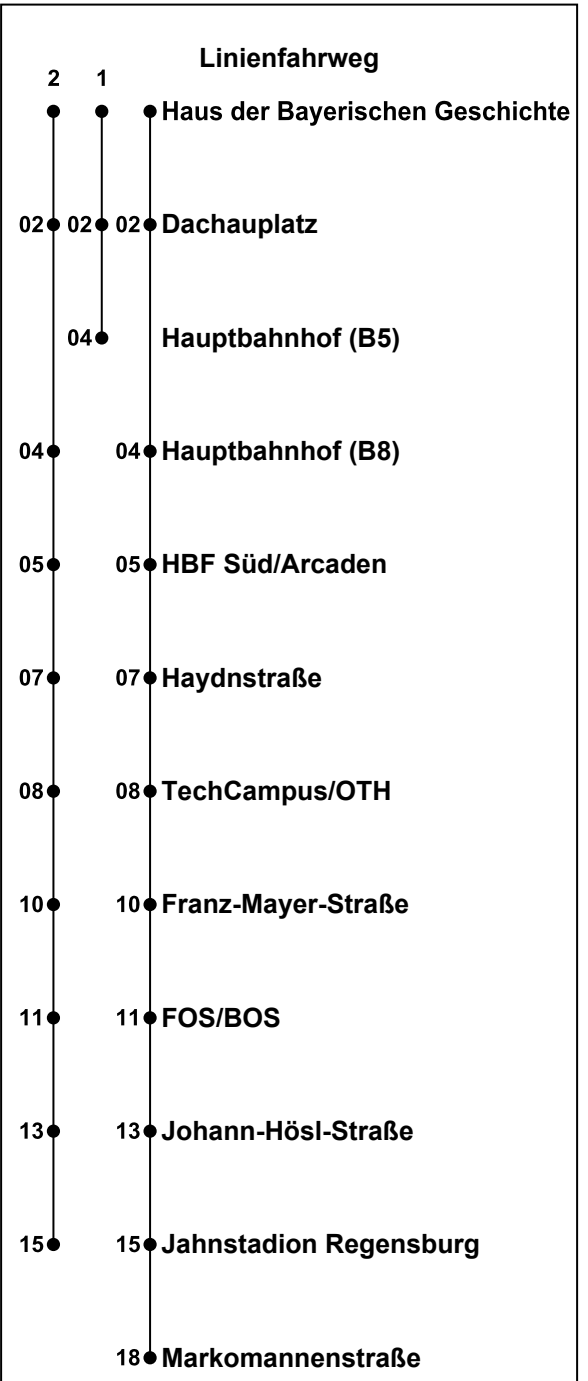 Linienfahrweg
2 1
Haus der Bayerischen Geschichte
02 02 02 Dachauplatz
04 Hauptbahnhof (B5)
04 04 Hauptbahnhof (B8)
05 05 HBF Süd/Arcaden
07 07 Haydnstraße
08 08 TechCampus/OTH
10 10 Franz-Mayer-Straße
11 11 FOS/BOS
13 13 Johann-Hösl-Straße
15 15 Jahnstadion Regensburg
18 Markomannenstraße